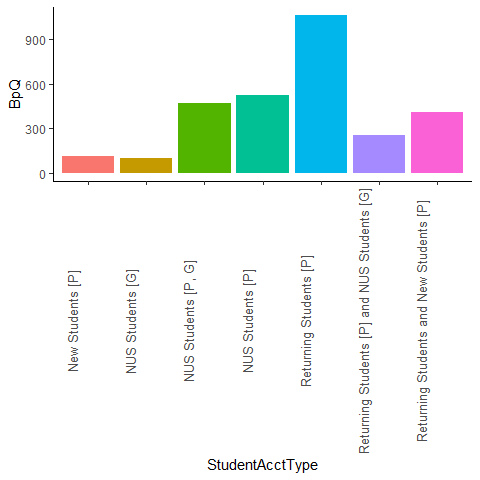 BpQ
900
600
300
0
New Students [P]
NUS Students [G]
NUS Students [P , G]
NUS Students [P]
Returning Students [P]
Returning Students [P] and NUS Students [G]
Returning Students and New Students [P]
StudentAcctType